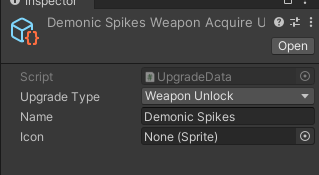 Inspector
Demonic Spikes Weapon Acquire U
Open
Script UpgradeData
Upgrade Type Weapon Unlock
Name Demonic Spikes
Icon None (Sprite)